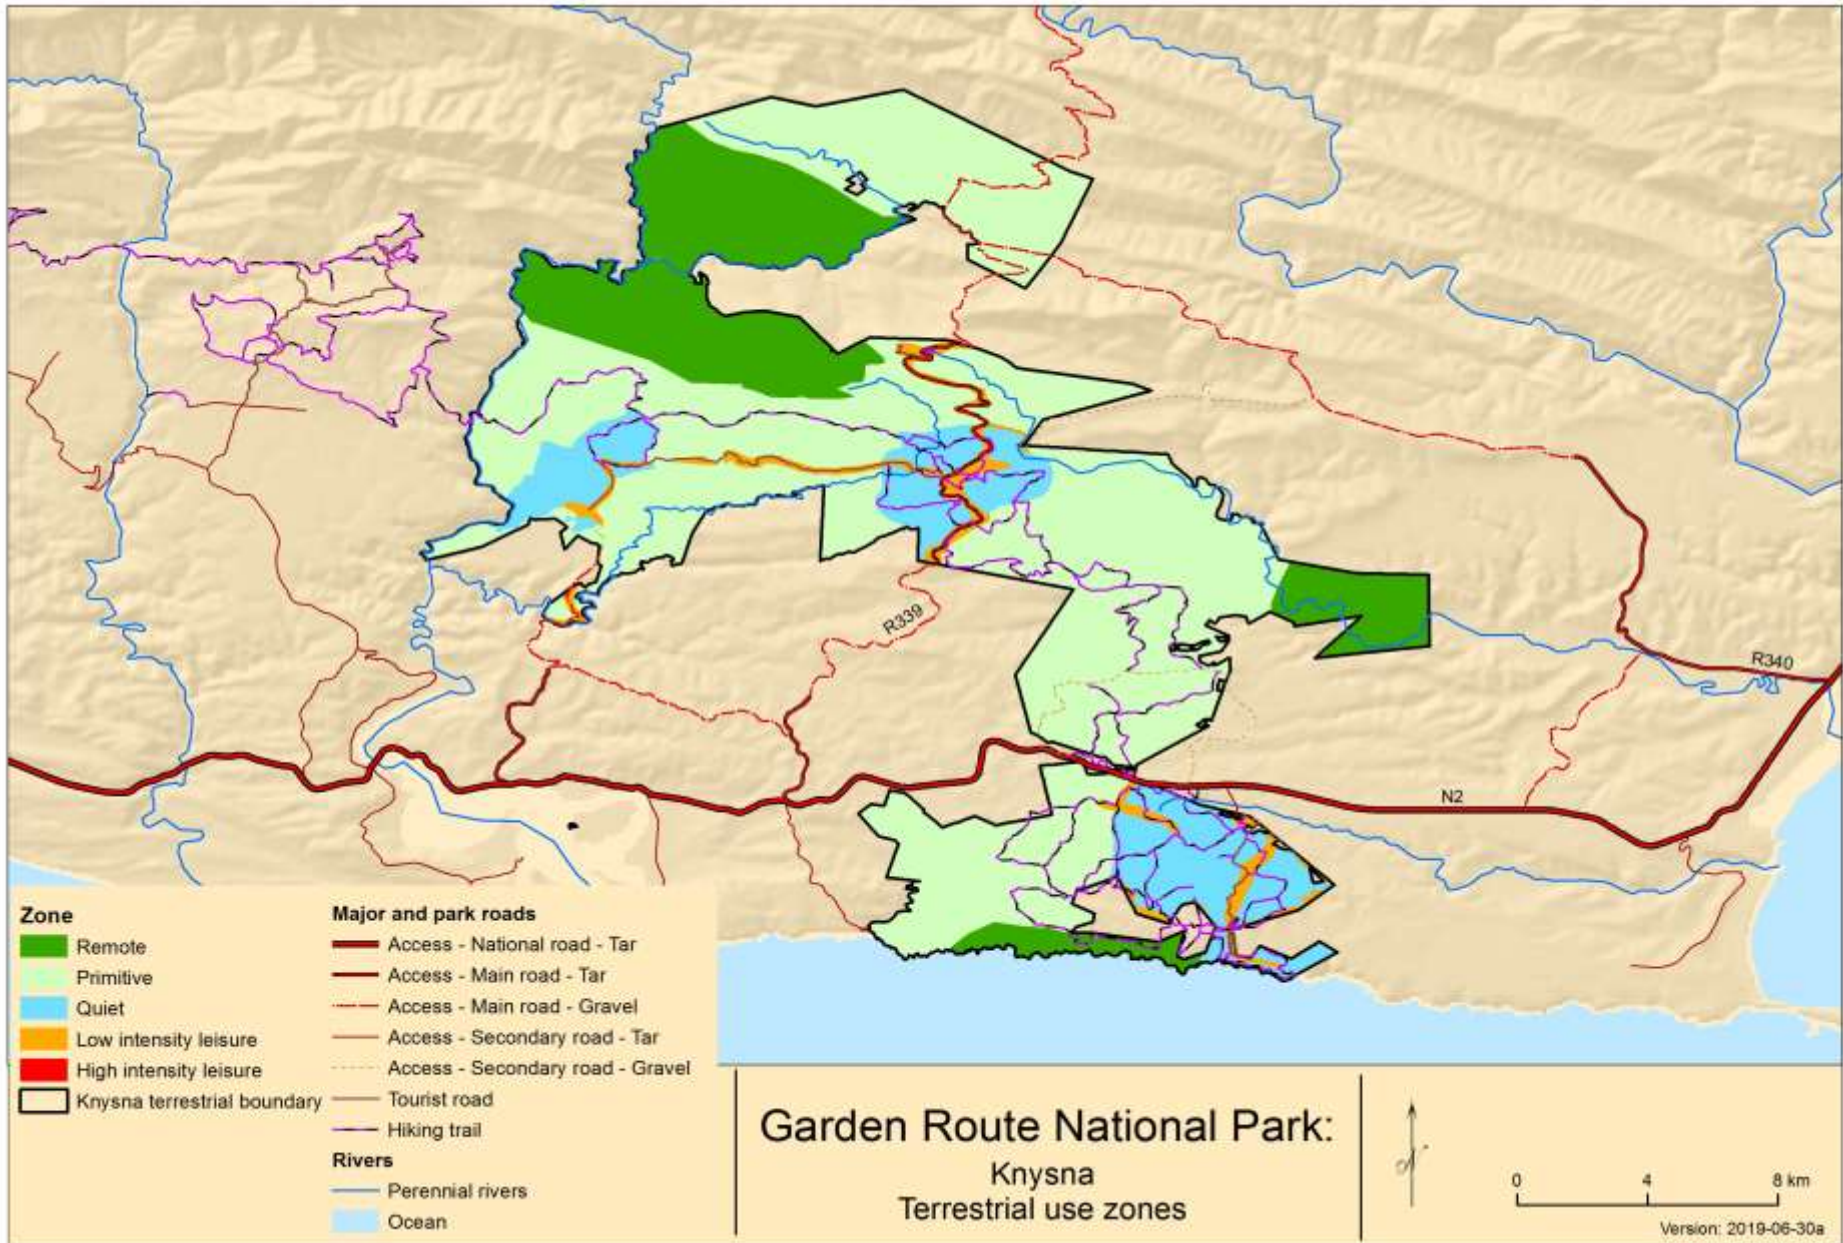 R339
R340
N2
Zone
Remote
Primitive
Quiet
Low intensity leisure
High intensity leisure
Knysna terrestrial boundary
Major and park roads
Access - National road - Tar
Access - Main road - Tar
Access - Main road - Gravel
Access - Secondary road - Tar
Access - Secondary road - Gravel
Tourist road
Hiking trail
Rivers
Perennial rivers
Ocean
Garden Route National Park:
Knysna
Terrestrial use zones
0 4 8 km
Version: 2019-06-30a